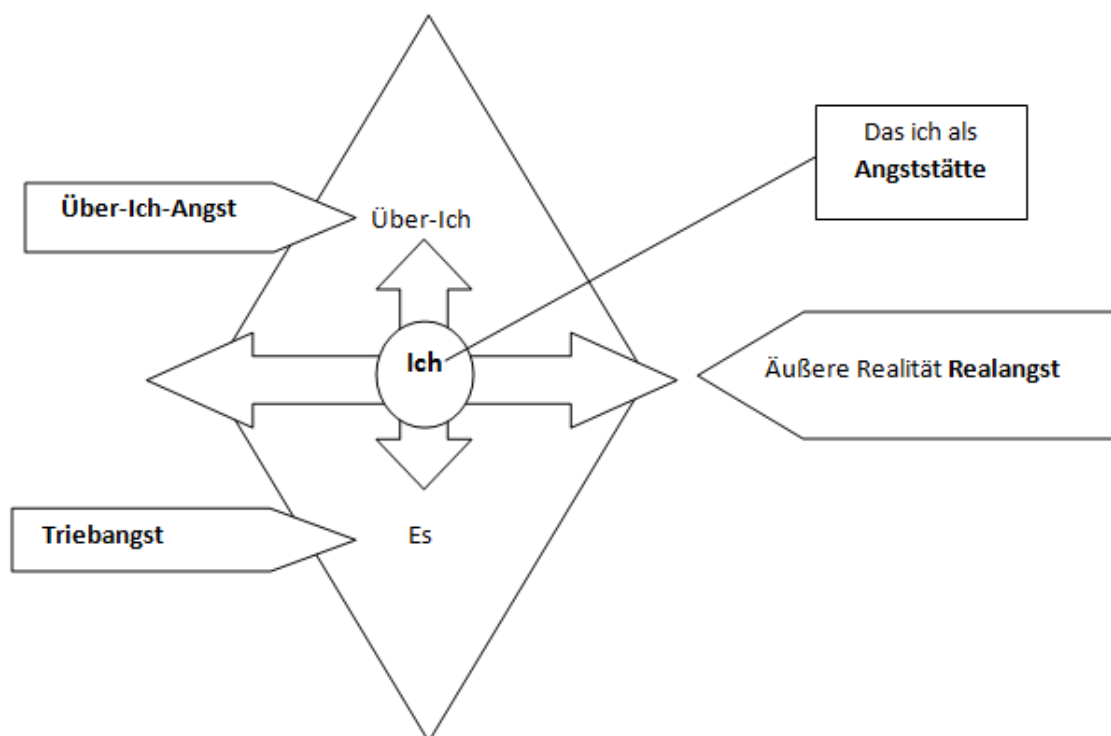 Das ich als
Angststätte
Über-Ich-Angst
Über-Ich
Ich
Äußere Realität Realangst
Triebangst
Es